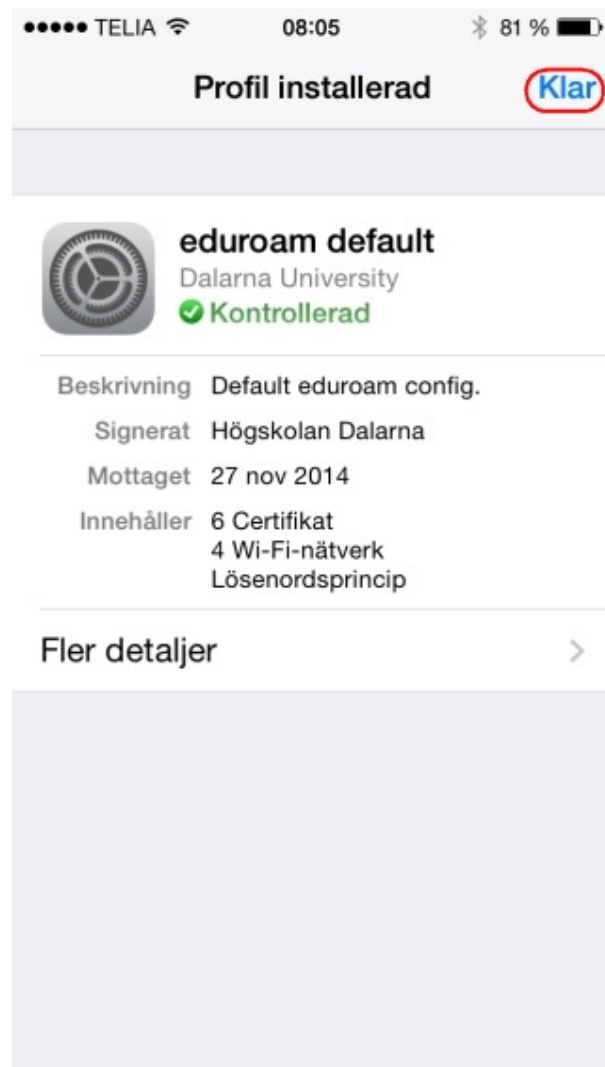 TELIA 08:05 81 %
Profil installerad Klar
eduroam default
Dalarna University
Kontrollerad
Beskrivning Default eduroam config.
Signerat Högskolan Dalarna
Mottaget 27 nov 2014
Innehåller 6 Certifikat
4 Wi-Fi-nätverk
Lösenordsprincip
Fler detaljer